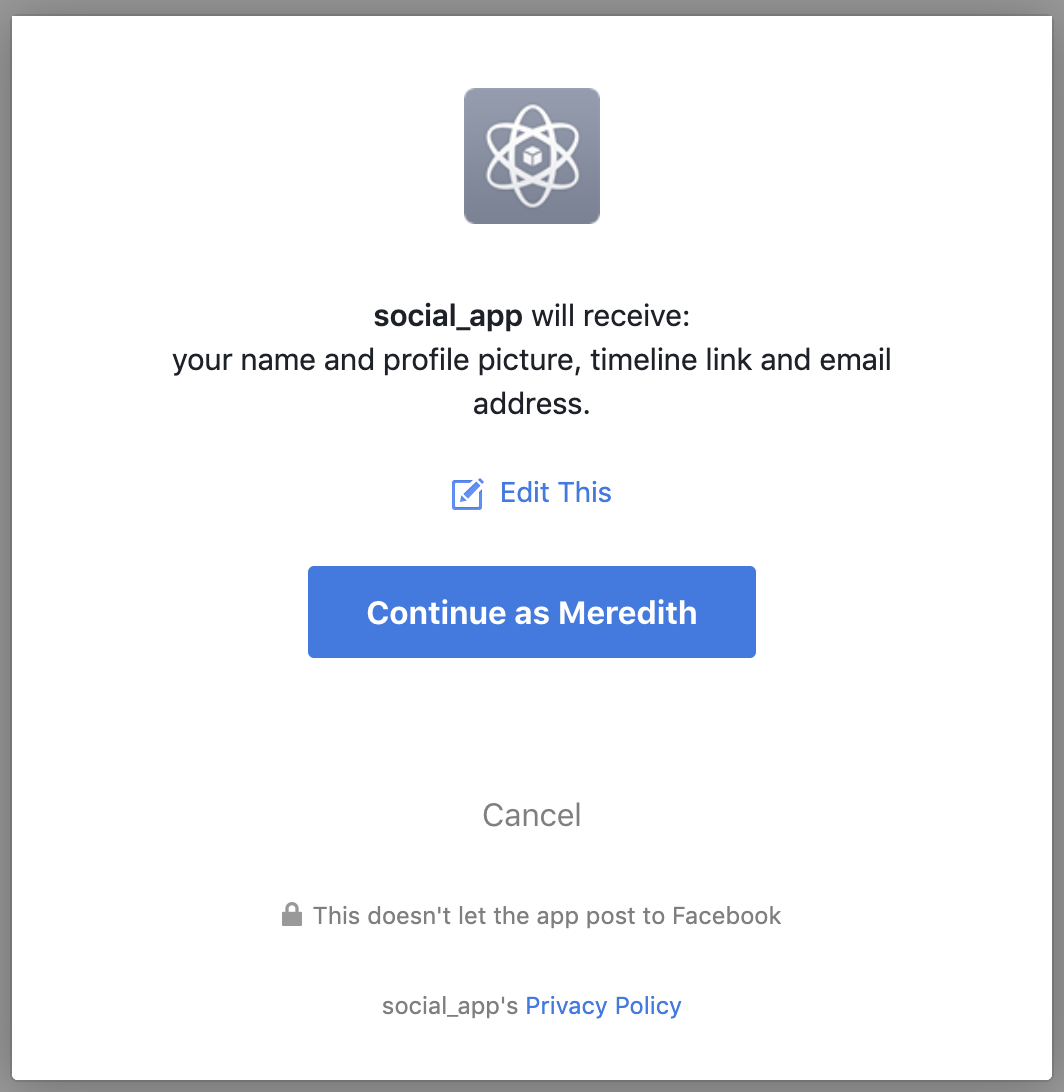 social_app will receive:
your name and profile picture, timeline link and email
address.
Edit This
Continue as Meredith
Cancel
This doesn't let the app post to Facebook
social_app's Privacy Policy